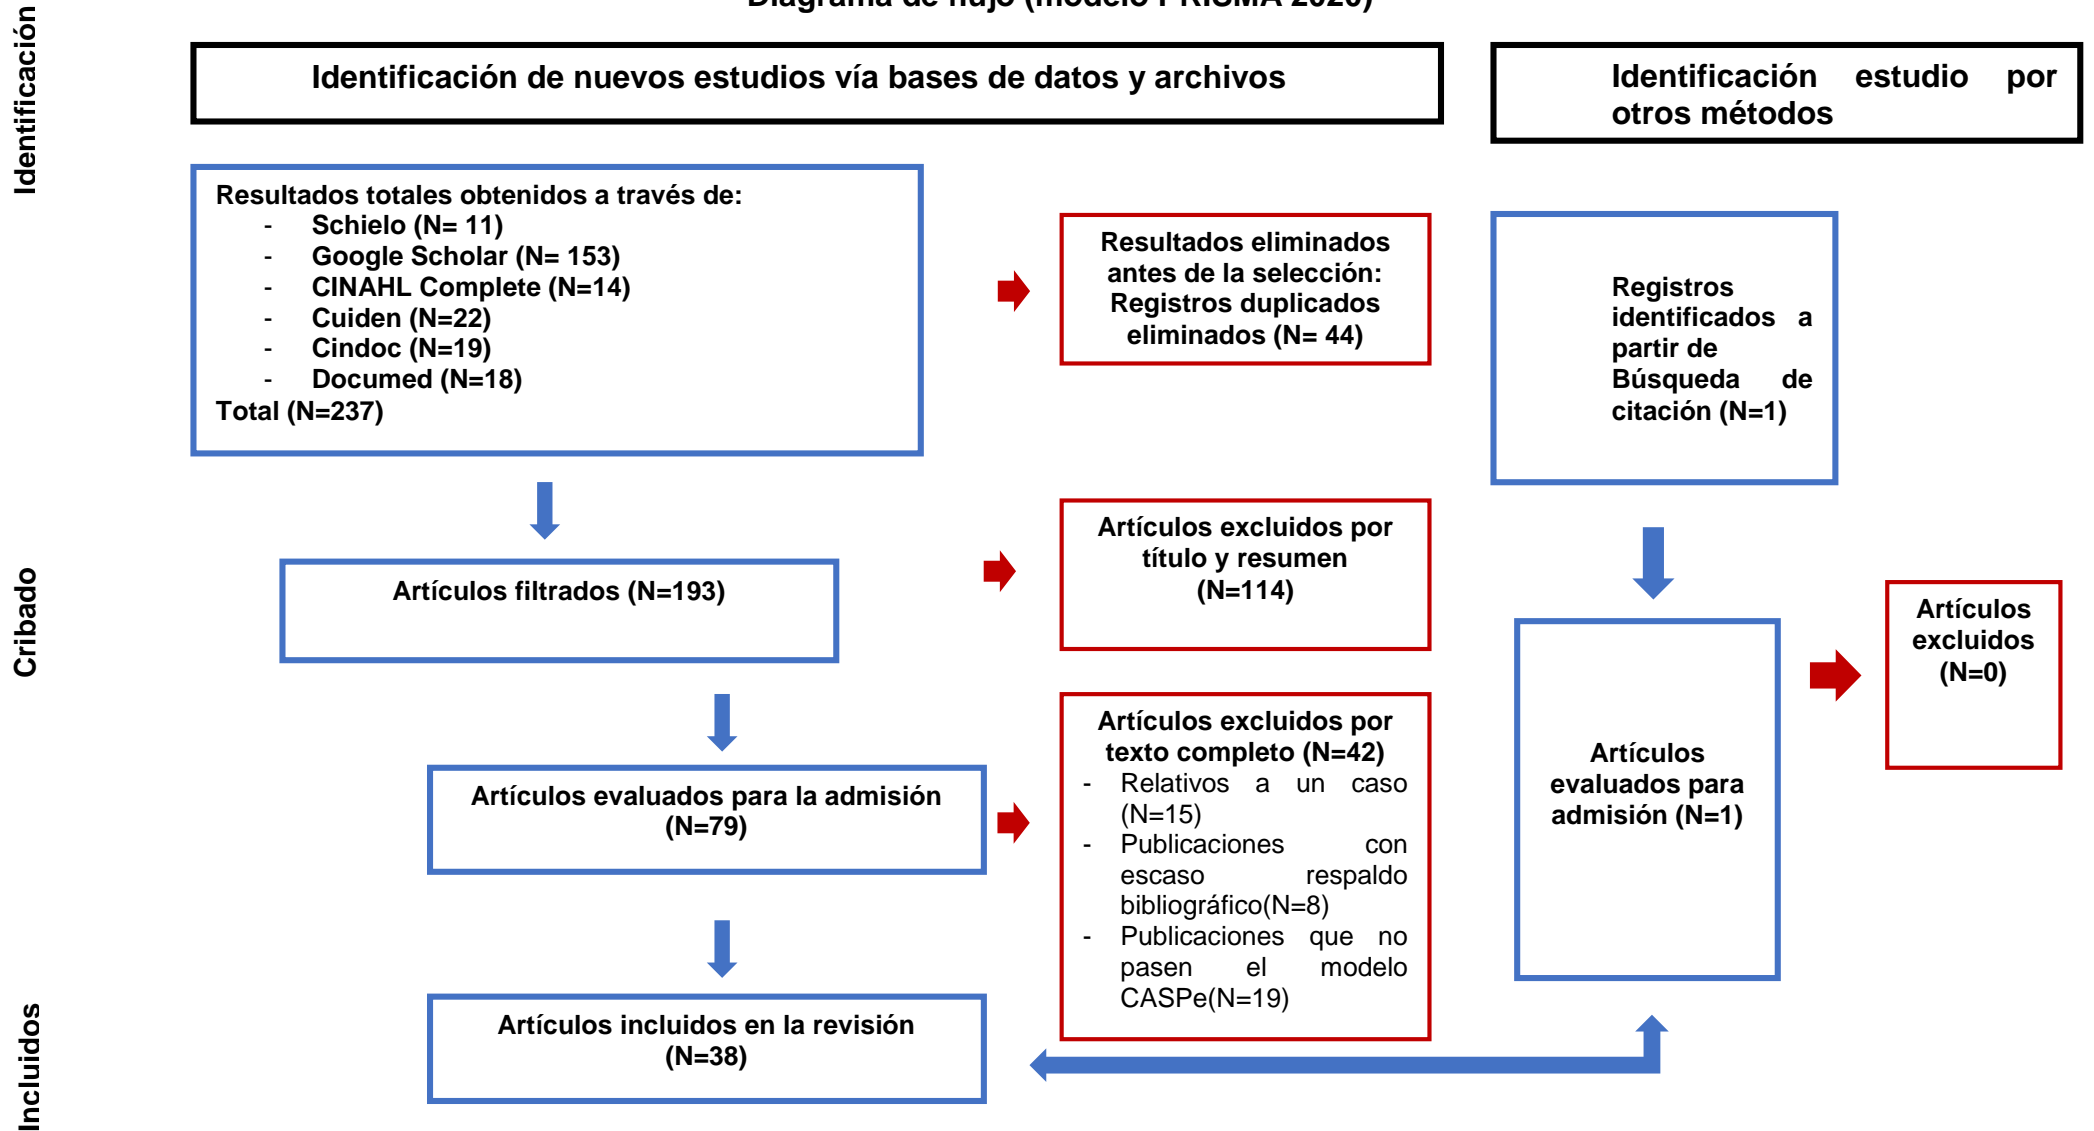 Diagrama de flujo (modelo PRISMA 2020)
Identificación
Identificación de nuevos estudios vía bases de datos y archivos
Identificación estudio por
otros métodos
Resultados totales obtenidos a través de:
- Schielo (N= 11)
- Google Scholar (N= 153)
- CINAHL Complete (N=14)
- Cuiden (N=22)
- Cindoc (N=19)
- Documed (N=18)
Total (N=237)
Resultados eliminados
antes de la selección:
Registros duplicados
eliminados (N= 44)
Registros
identificados a
partir de
Búsqueda de
citación (N=1)
Cribado
Artículos filtrados (N=193)
Artículos excluidos por
título y resumen
(N=114)
Artículos evaluados para la admisión
(N=79)
Artículos excluidos por
texto completo (N=42)
- Relativos a un caso
(N=15)
- Publicaciones con
escaso respaldo
bibliográfico(N=8)
- Publicaciones que no
pasen el modelo
CASPe(N=19)
Artículos
evaluados para
admisión (N=1)
Artículos
excluidos
(N=0)
Incluidos
Artículos incluidos en la revisión
(N=38)